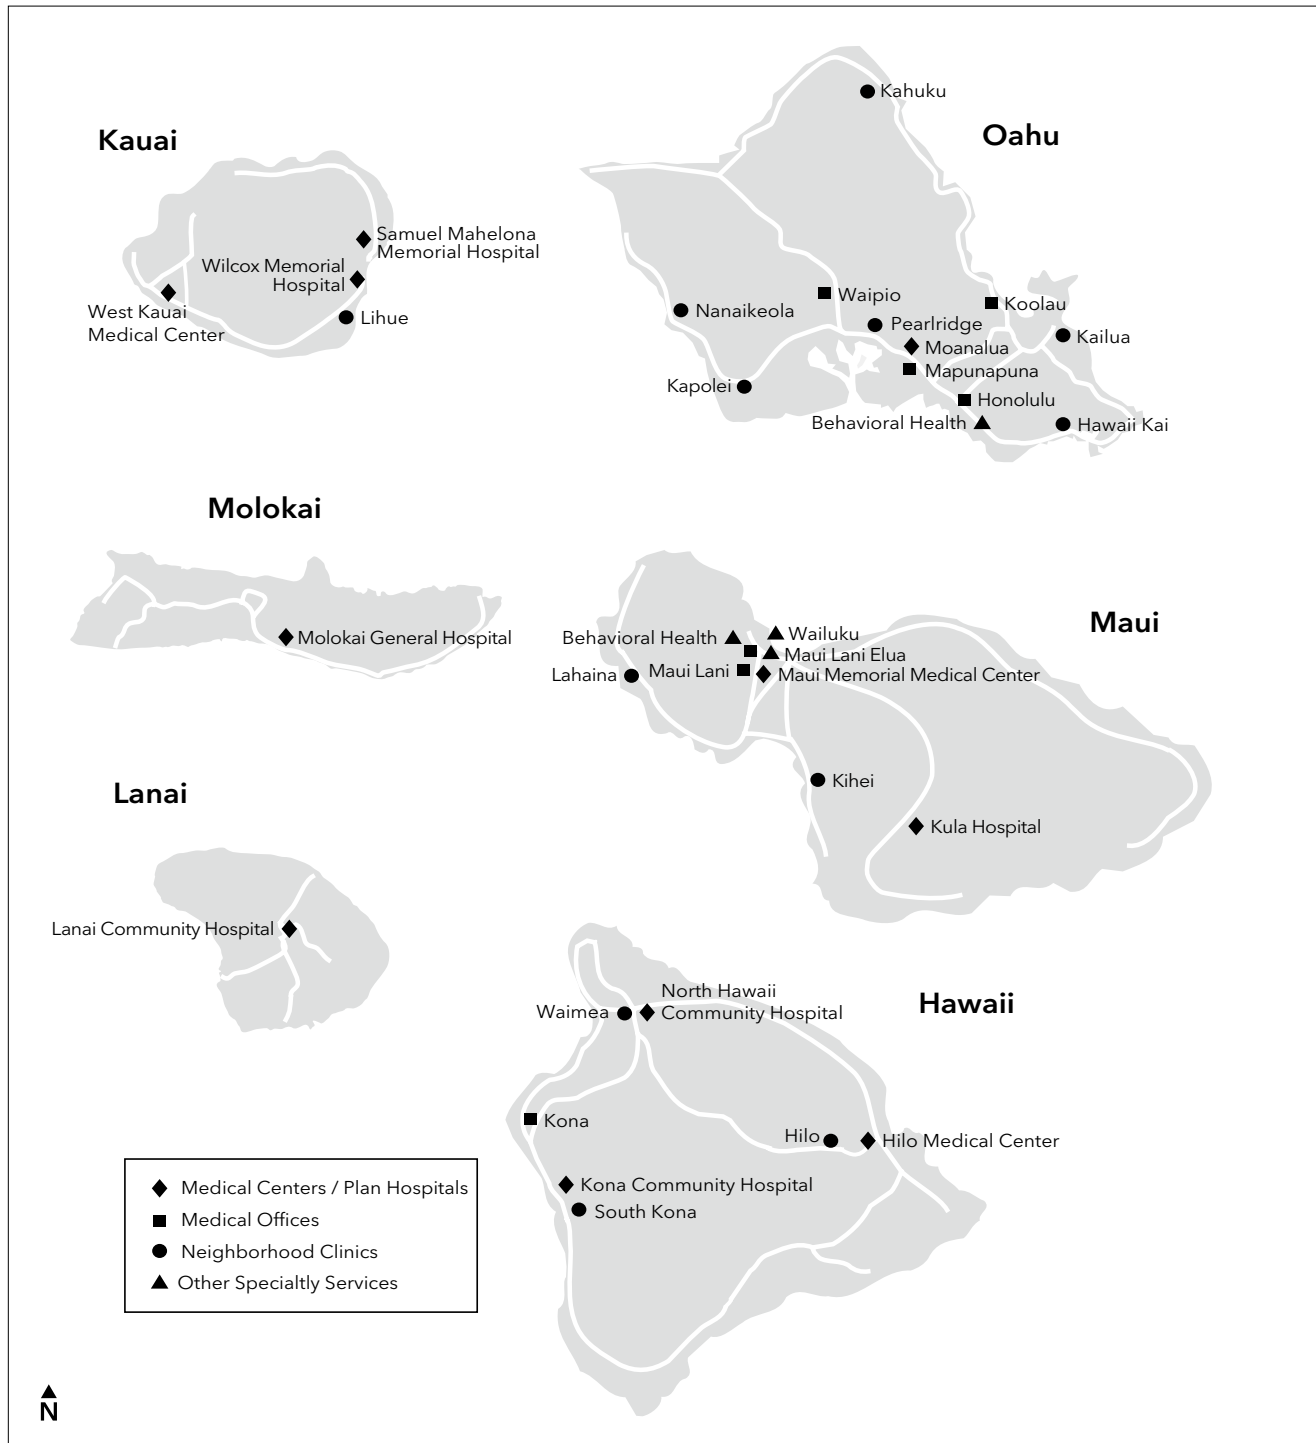 Kauai
Samuel Mahelona
Memorial Hospital
Wilcox Memorial
Hospital
West Kauai
Medical Center
Lihue
Oahu
Kahuku
Waipio
Koolau
Nanaikeola
Pearlridge
Kailua
Moanalua
Mapunapuna
Kapolei
Honolulu
Behavioral Health
Hawaii Kai
Molokai
Molokai General Hospital
Maui
Behavioral Health
Wailuku
Maui Lani Elua
Lahaina
Maui Lani
Maui Memorial Medical Center
Kihei
Kula Hospital
Lanai
Lanai Community Hospital
Hawaii
North Hawaii
Community Hospital
Waimea
Kona
Hilo
Hilo Medical Center
Kona Community Hospital
South Kona
Medical Centers / Plan Hospitals
Medical Offices
Neighborhood Clinics
Other Specialtly Services
N